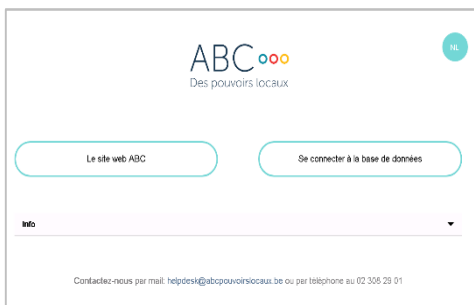 ABC
NL
Des pouvoirs locaux
Le site web ABC
Se connecter à la base de données
Info
Contactez-nous par mail: helpdesk@abcpouvoirslocaux.be ou par téléphone au 02 308 29 01